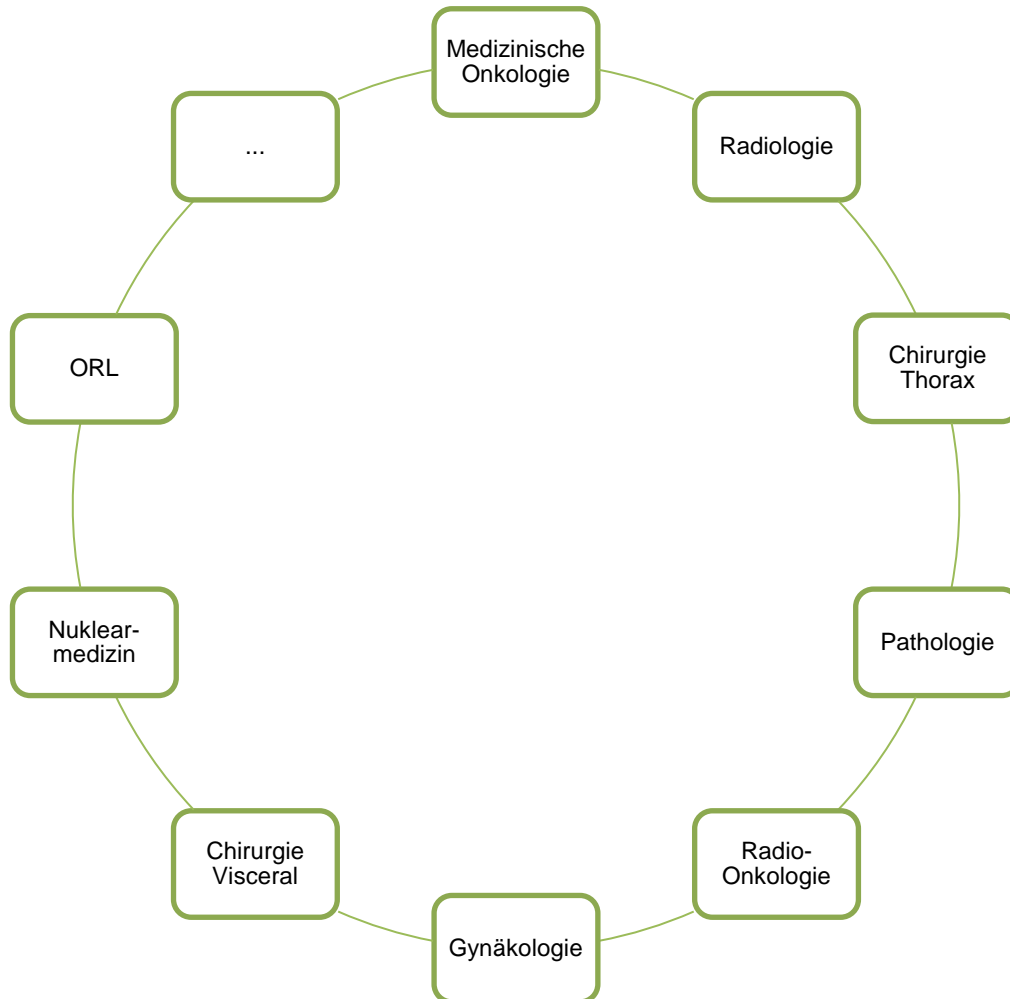 Medizinische
Onkologie
Radiologie
Chirurgie
Thorax
Pathologie
Radio-
Onkologie
Gynäkologie
Chirurgie
Visceral
Nuklear-
medizin
ORL
...